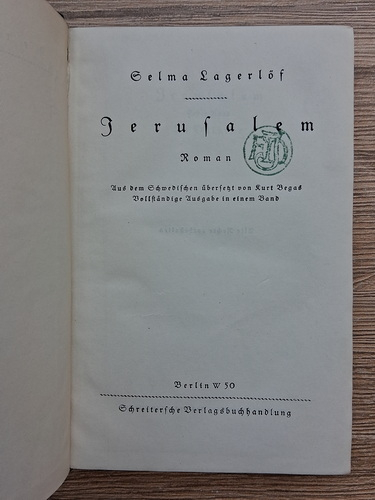 Selma Lagerlöf
Jeruſalem
Roman
Aus dem Schwedischen überſetzt von Kurt Begas
Vollſtändige Ausgabe in einem Band
Berlin W 50
Schreiterſche Verlagsbuchhandlung